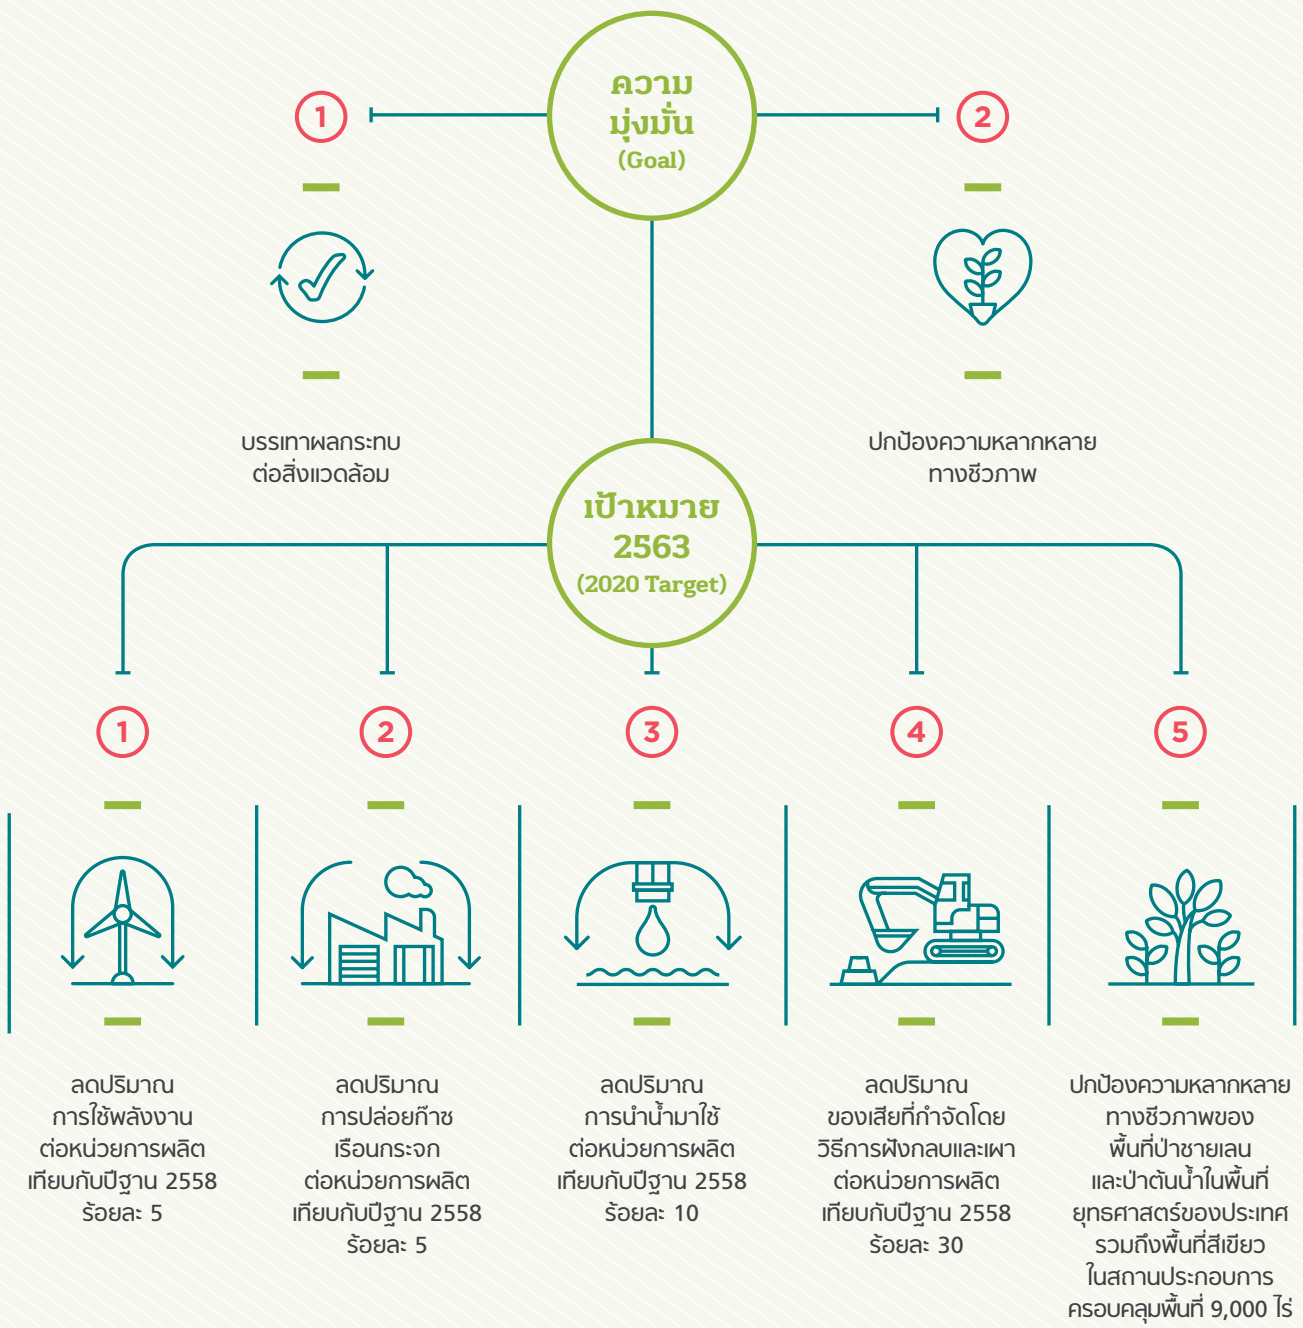 ความ
มุ่งมั่น
(Goal)
1
2
บรรเทาผลกระทบ
ต่อสิ่งแวดล้อม
ปกป้องความหลากหลาย
ทางชีวภาพ
เป้าหมาย
2563
(2020 Target)
1
2
3
4
5
ลดปริมาณ
การใช้พลังงาน
ต่อหน่วยการผลิต
เทียบกับปีฐาน 2558
ร้อยละ 5
ลดปริมาณ
การปล่อยก๊าซ
เรือนกระจก
ต่อหน่วยการผลิต
เทียบกับปีฐาน 2558
ร้อยละ 5
ลดปริมาณ
การนำน้ำมาใช้
ต่อหน่วยการผลิต
เทียบกับปีฐาน 2558
ร้อยละ 10
ลดปริมาณ
ของเสียที่กำจัดโดย
วิธีการฝังกลบและเผา
ต่อหน่วยการผลิต
เทียบกับปีฐาน 2558
ร้อยละ 30
ปกป้องความหลากหลาย
ทางชีวภาพของ
พื้นที่ป่าชายเลน
และป่าต้นน้ำในพื้นที่
ยุทธศาสตร์ของประเทศ
รวมถึงพื้นที่สีเขียว
ในสถานประกอบการ
ครอบคลุมพื้นที่ 9,000 ไร่